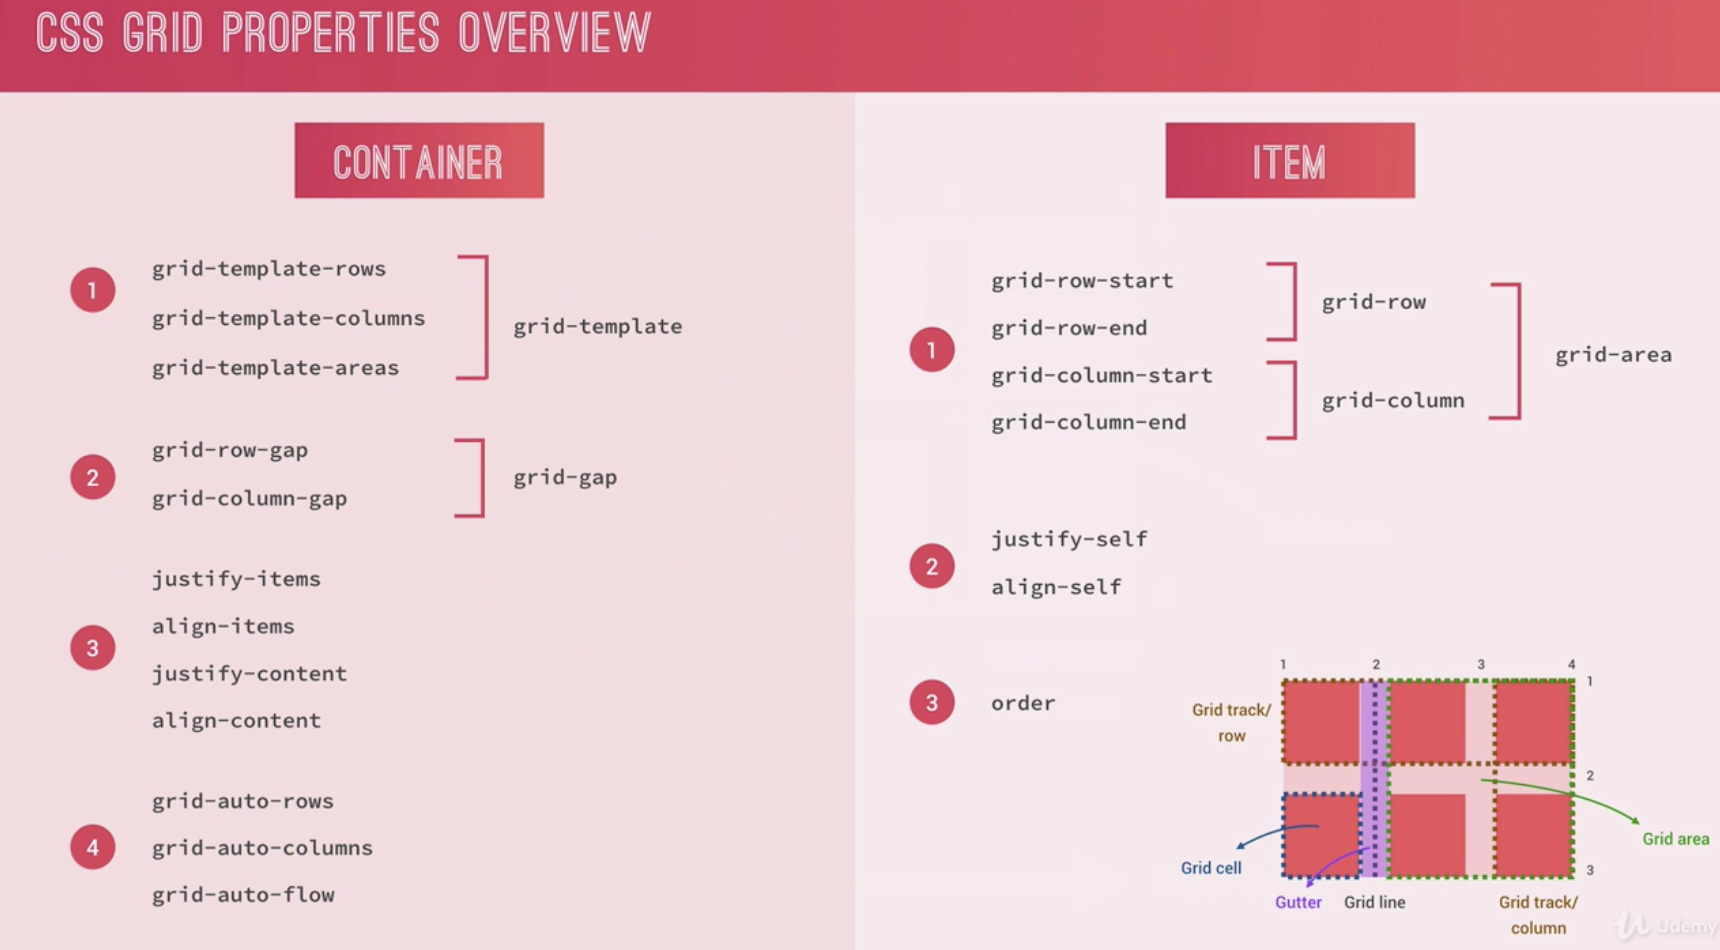 CSS GRID PROPERTIES OVERVIEW
CONTAINER
1
grid-template-rows
grid-template-columns
grid-template-areas
grid-template
2
grid-row-gap
grid-column-gap
grid-gap
3
justify-items
align-items
justify-content
align-content
4
grid-auto-rows
grid-auto-columns
grid-auto-flow
ITEM
1
grid-row-start
grid-row-end
grid-column-start
grid-column-end
grid-row
grid-column
grid-area
2
justify-self
align-self
3
order
1 2 3 4
1
2
3
Grid track/
row
Grid cell
Gutter
Grid line
Grid track/
column
Grid area
Udemy